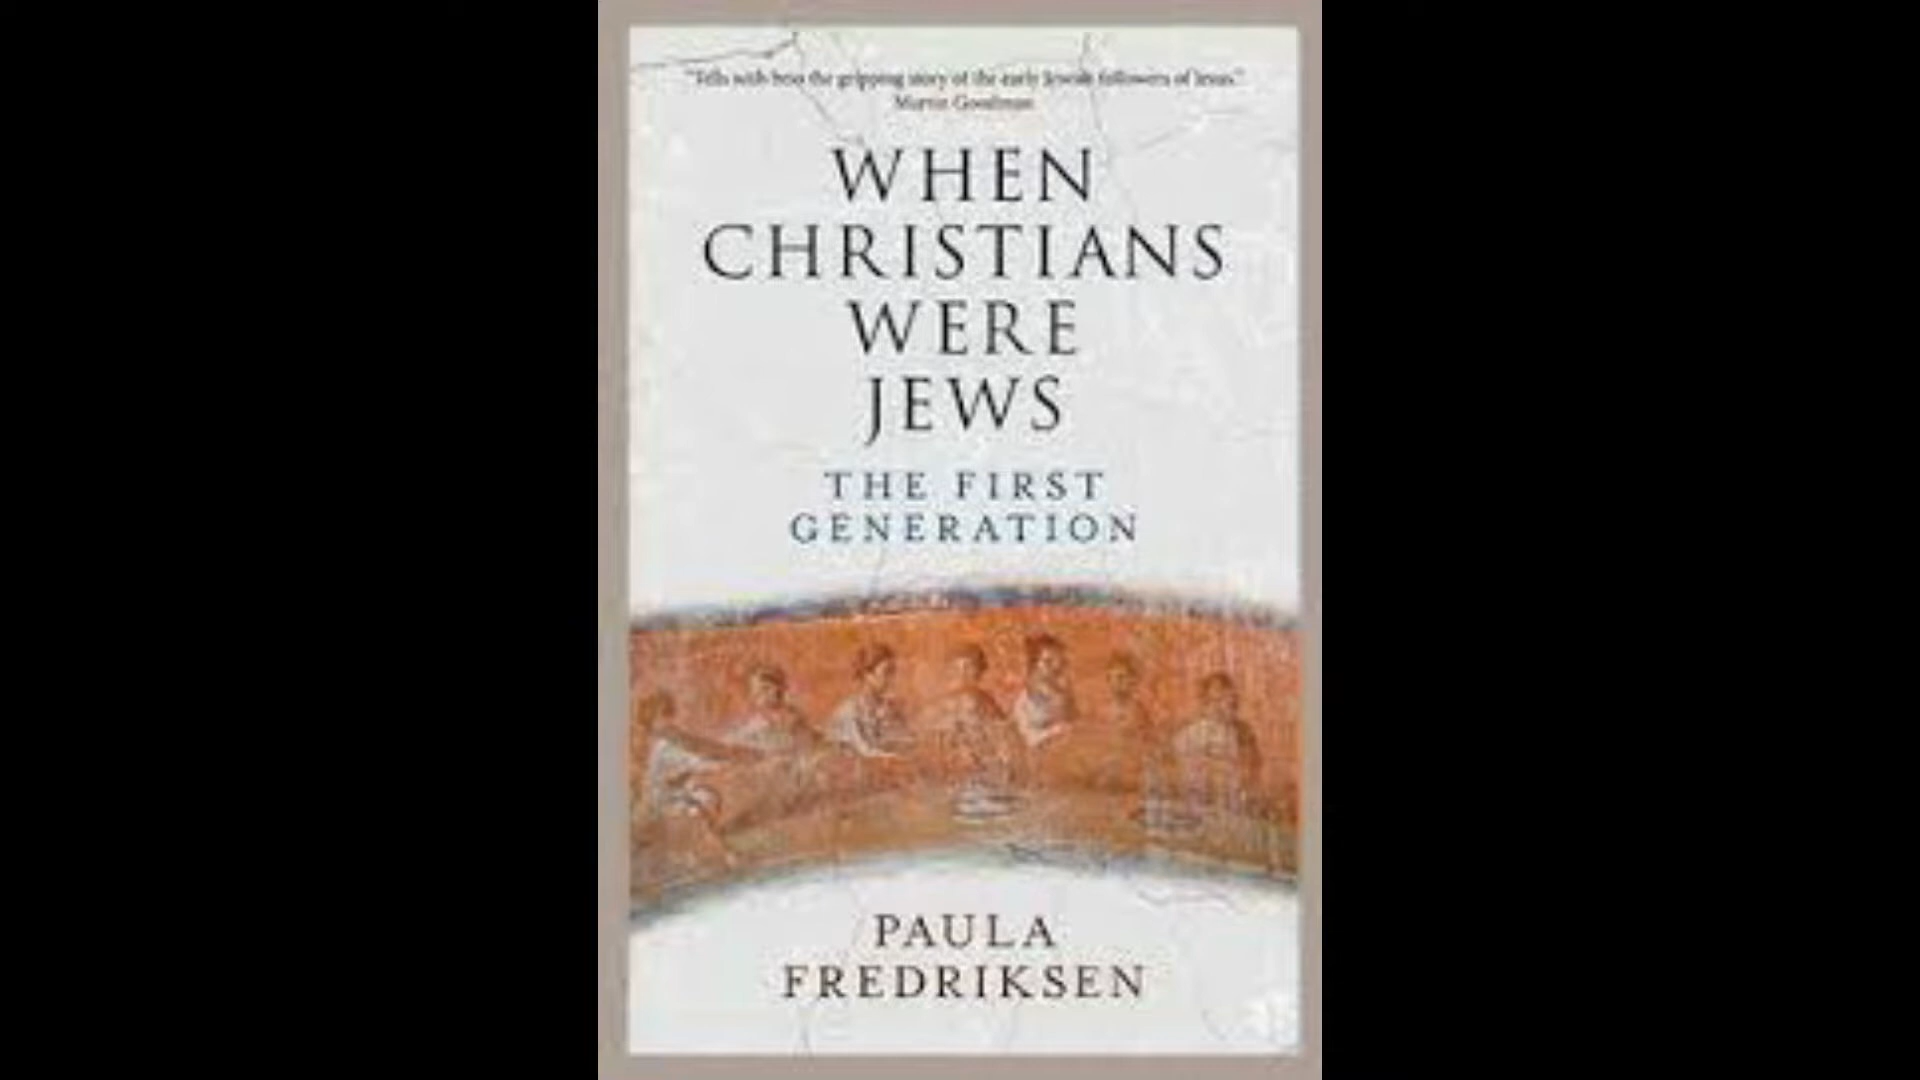 "Tells with brio the gripping story of the early Jewish followers of Jesus."
Martin Goodman
WHEN
CHRISTIANS
WERE
JEWS
THE FIRST
GENERATION
PAULA
FREDRIKSEN